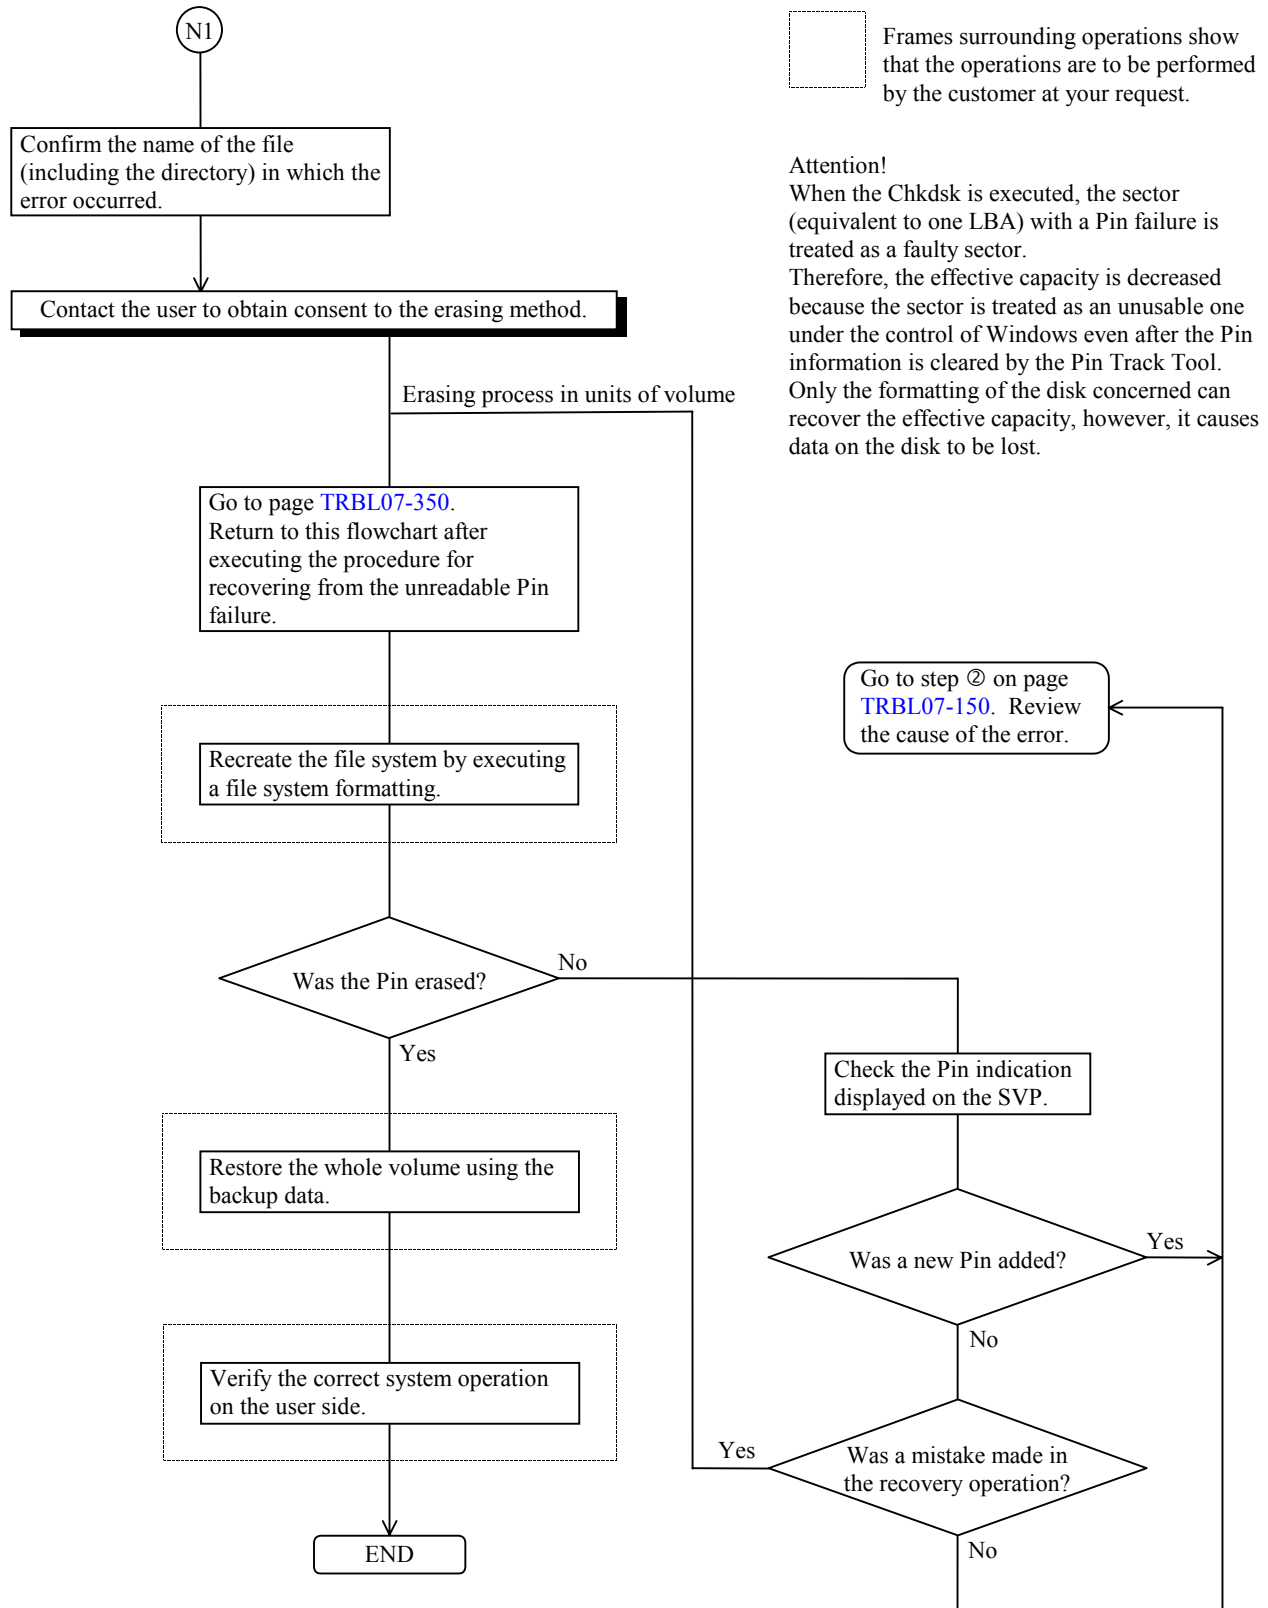 N1
Frames surrounding operations show
that the operations are to be performed
by the customer at your request.
Confirm the name of the file
(including the directory) in which the
error occurred.
Attention!
When the Chkdsk is executed, the sector
(equivalent to one LBA) with a Pin failure is
treated as a faulty sector.
Therefore, the effective capacity is decreased
because the sector is treated as an unusable one
under the control of Windows even after the Pin
information is cleared by the Pin Track Tool.
Only the formatting of the disk concerned can
recover the effective capacity, however, it causes
data on the disk to be lost.
Contact the user to obtain consent to the erasing method.
Erasing process in units of volume
Go to page TRBL07-350.
Return to this flowchart after
executing the procedure for
recovering from the unreadable Pin
failure.
Go to step ② on page
TRBL07-150.  Review
the cause of the error.
Recreate the file system by executing
a file system formatting.
Was the Pin erased?
No
Yes
Check the Pin indication
displayed on the SVP.
Restore the whole volume using the
backup data.
Was a new Pin added?
Yes
No
Verify the correct system operation
on the user side.
Was a mistake made in
the recovery operation?
Yes
No
END